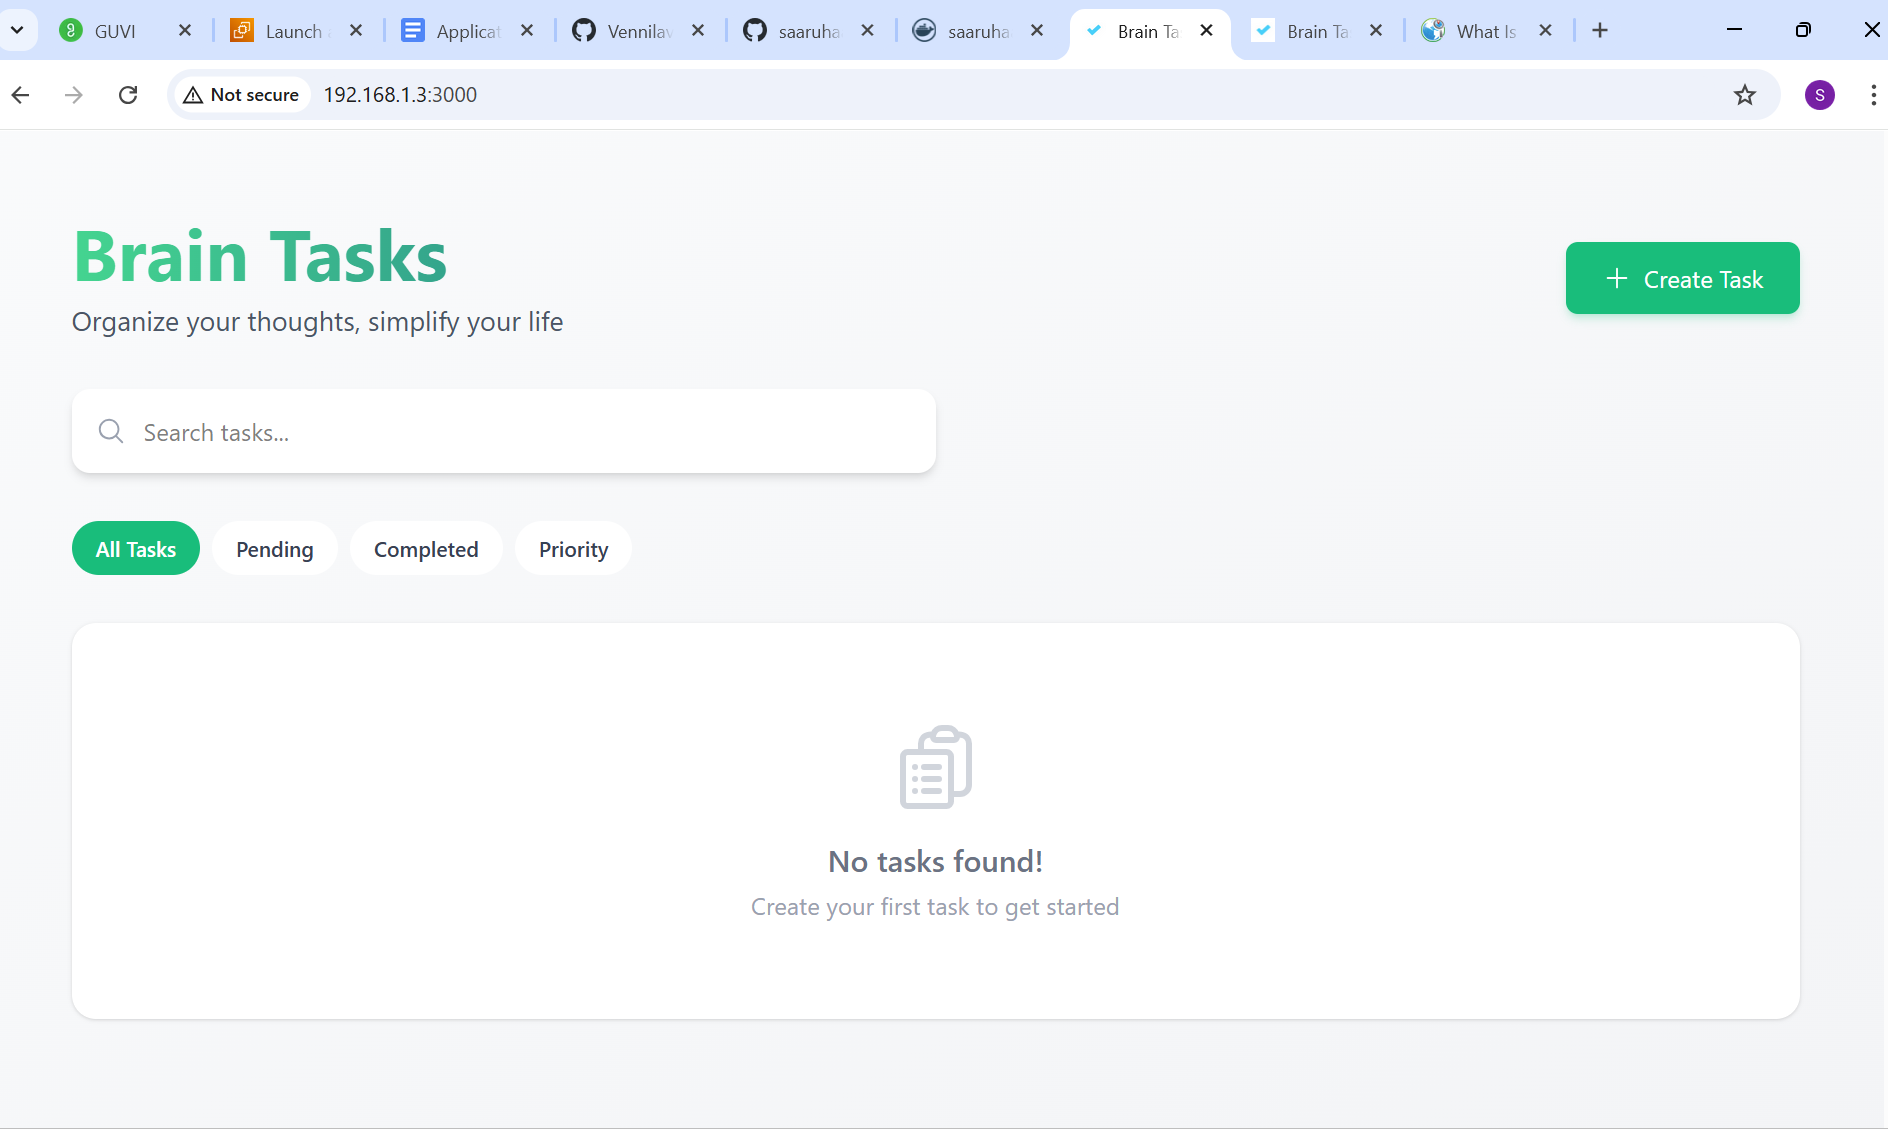 GUVI
Launch
Applicat
Vennilav
saaruha
saaruha
Brain Ta
Brain Ta
What Is
Not secure
192.168.1.3:3000
S
Brain Tasks
Organize your thoughts, simplify your life
Create Task
Search tasks...
All Tasks
Pending
Completed
Priority
No tasks found!
Create your first task to get started